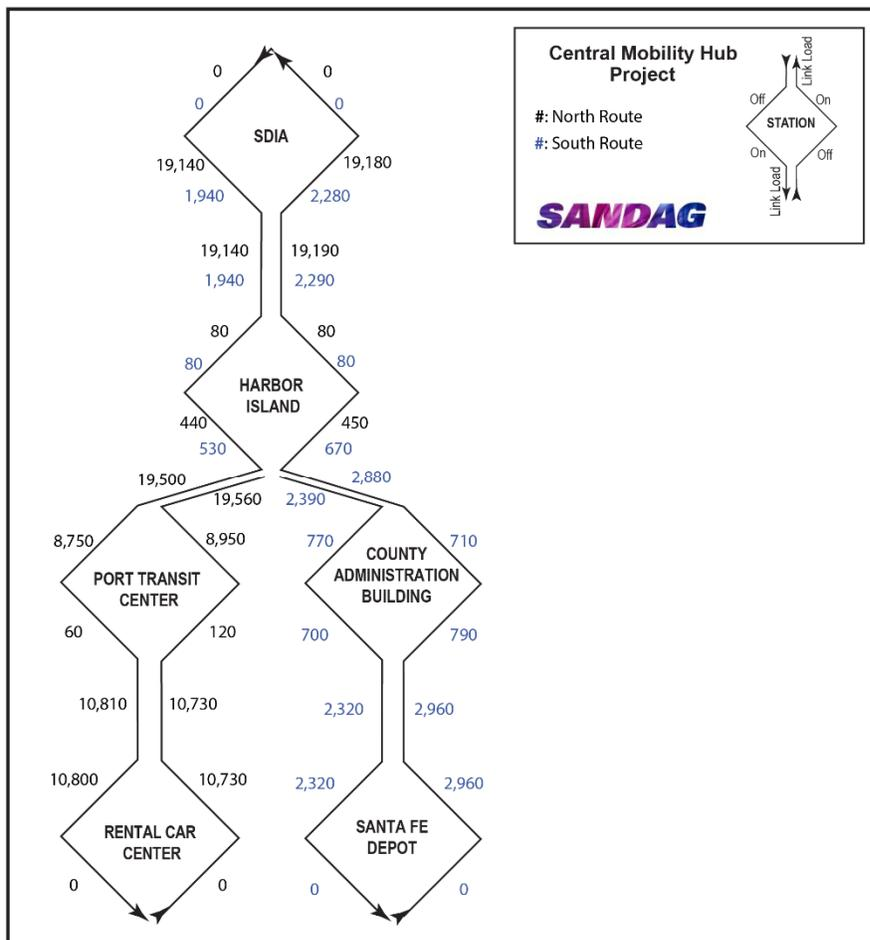 Central Mobility Hub
Project
#: North Route
#: South Route
SANDAG
Link Load
Off
On
STATION
On
Off
Link Load
0
0
0
0
SDIA
19,140
19,180
1,940
2,280
19,140
19,190
1,940
2,290
80
80
80
80
HARBOR
ISLAND
440
450
530
670
19,500
2,880
19,560
2,390
8,750
8,950
770
710
PORT TRANSIT
CENTER
COUNTY
ADMINISTRATION
BUILDING
60
120
700
790
10,810
10,730
2,320
2,960
10,800
10,730
2,320
2,960
RENTAL CAR
CENTER
SANTA FE
DEPOT
0
0
0
0